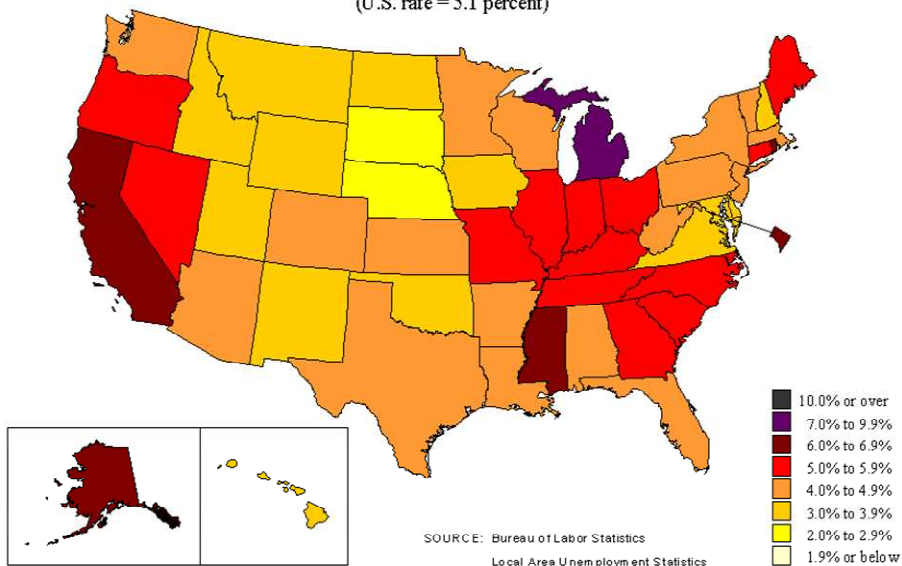 (U.S. rate = 5.1 percent)
10.0% or over
7.0% to 9.9%
6.0% to 6.9%
5.0% to 5.9%
4.0% to 4.9%
3.0% to 3.9%
2.0% to 2.9%
1.9% or below
SOURCE: Bureau of Labor Statistics
Local Area Unemployment Statistics